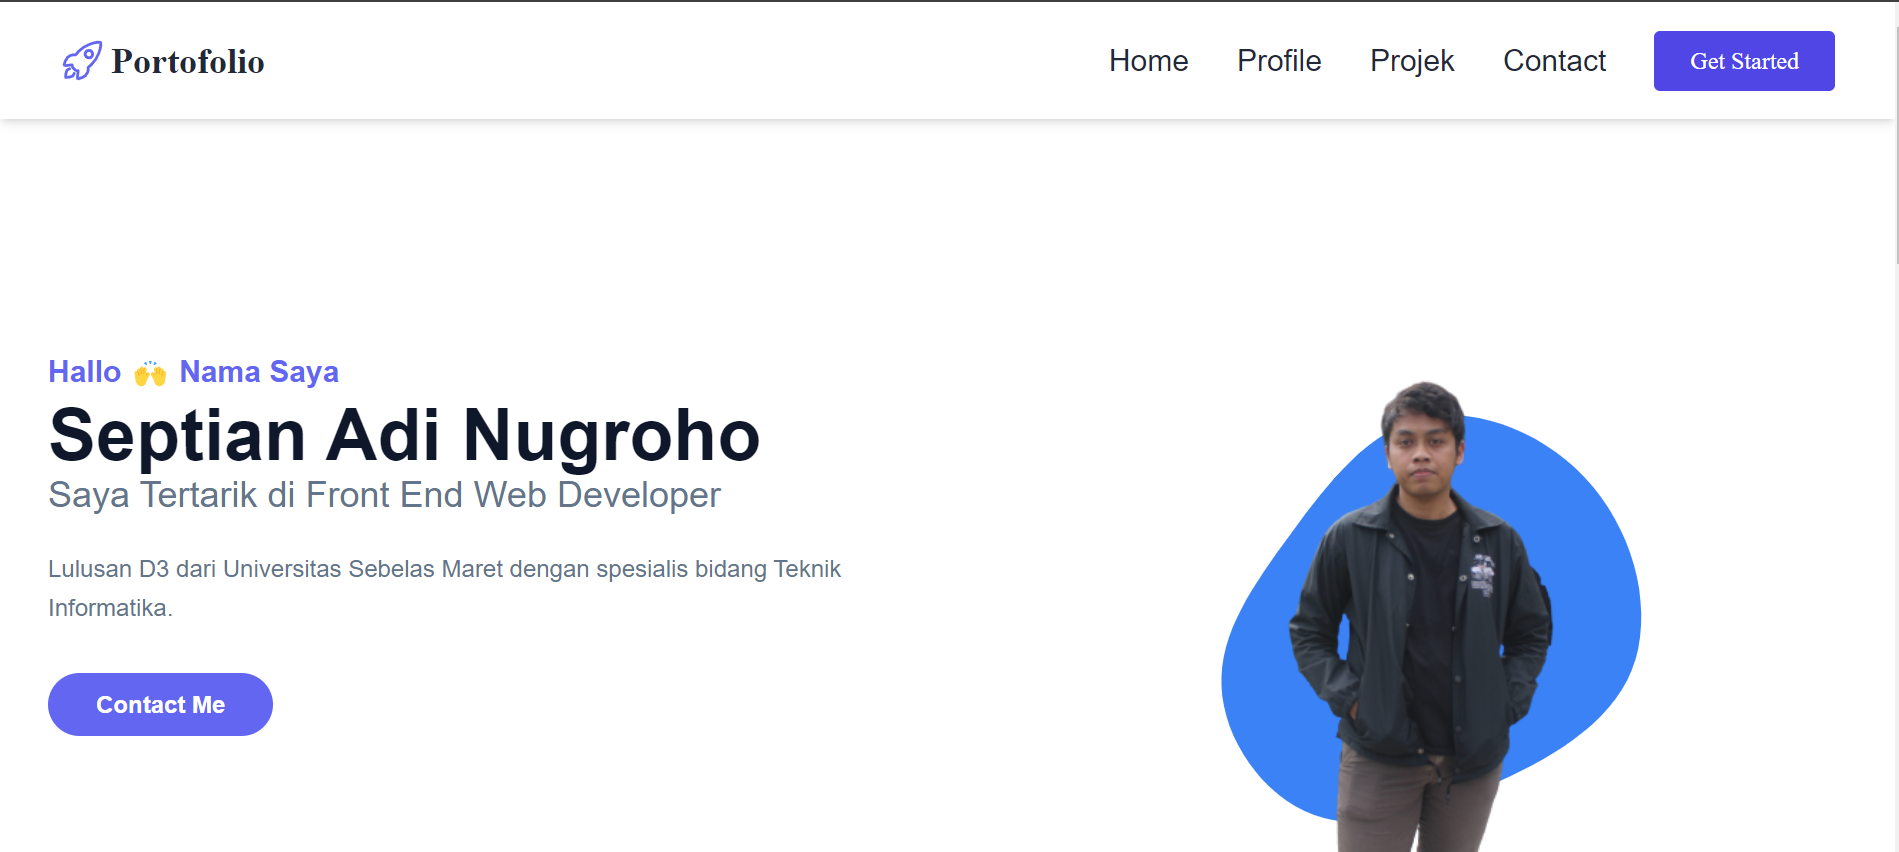 Portofolio
Home Profile Projek Contact Get Started
Hallo 🙌 Nama Saya
Septian Adi Nugroho
Saya Tertarik di Front End Web Developer
Lulusan D3 dari Universitas Sebelas Maret dengan spesialis bidang Teknik
Informatika.
Contact Me